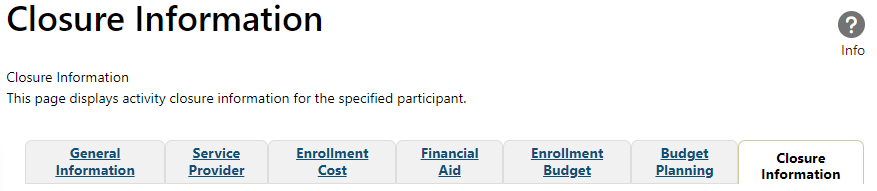 Closure Information
?
Info
Closure Information
This page displays activity closure information for the specified participant.
General Information
Service Provider
Enrollment Cost
Financial Aid
Enrollment Budget
Budget Planning
Closure Information